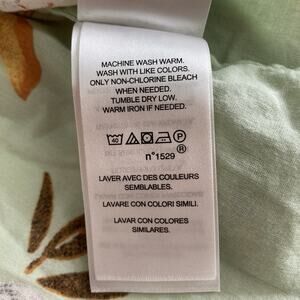 MACHINE WASH WARM.
WASH WITH LIKE COLORS.
ONLY NON-CHLORINE BLEACH
WHEN NEEDED.
TUMBLE DRY LOW.
WARM IRON IF NEEDED.
40 P
®
n°1529
LAVER AVEC DES COULEURS
SEMBLABLES.
LAVARE CON COLORI SIMILI.
LAVAR CON COLORES
SIMILARES.